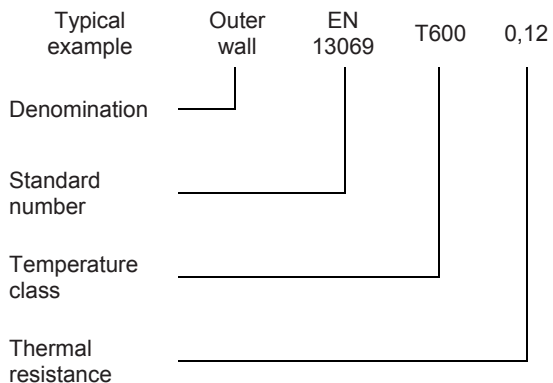 Typical
example
Outer
wall
EN
13069
T600
0,12
Denomination
Standard
number
Temperature
class
Thermal
resistance